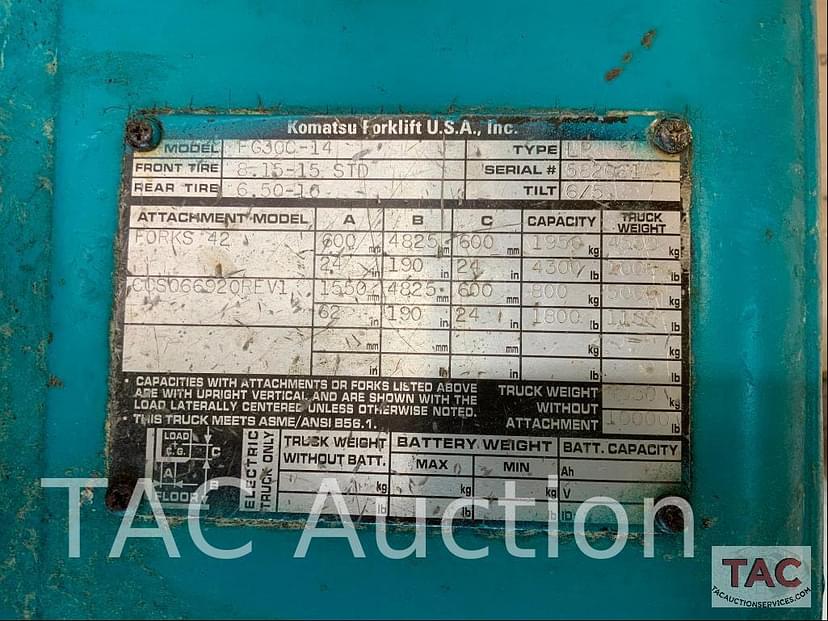 Komatsu Forklift U.S.A., Inc.
MODEL FG30C-14 TYPE LP
FRONT TIRE 8.15-15 STD SERIAL #
REAR TIRE 6.50-10 TILT 6/5
ATTACHMENT MODEL A B C CAPACITY TRUCK WEIGHT
FORKS 42 600 mm 4825 mm 600 mm 1950 kg kg
24 in 190 in 24 in 4300 lb lb
CCS066920REV1 1550 mm 4825 mm 600 mm 800 kg kg
62 in 190 in 24 in 1800 lb lb
mm mm mm kg kg
in in in lb lb
• CAPACITIES WITH ATTACHMENTS OR FORKS LISTED ABOVE
ARE WITH UPRIGHT VERTICAL AND ARE SHOWN WITH THE
LOAD LATERALLY CENTERED UNLESS OTHERWISE NOTED.
• THIS TRUCK MEETS ASME/ANSI B56.1.
TRUCK WEIGHT kg
WITHOUT
ATTACHMENT 10000 lb
LOAD
C.G. C
A
B
FLOOR
ELECTRIC
TRUCK ONLY
TRUCK WEIGHT BATTERY WEIGHT BATT. CAPACITY
WITHOUT BATT. MAX MIN Ah
kg kg kg V
lb lb lb ID
TAC Auction
TAC
TACAUCTIONSERVICES.COM